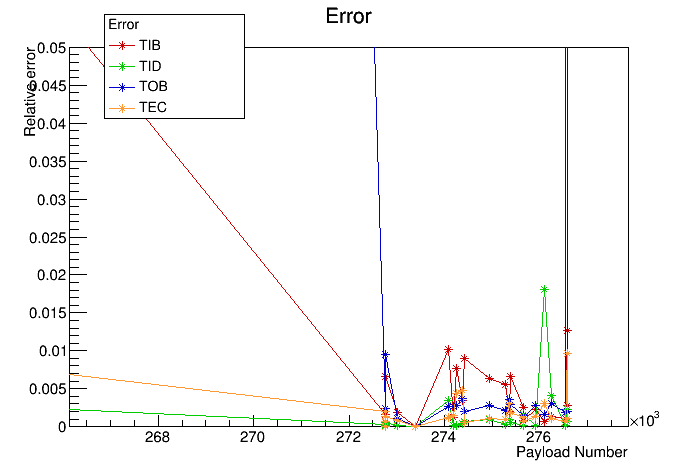 Error
Error
TIB
TID
TOB
TEC
Relative error
0.05
0.045
0.04
0.035
0.03
0.025
0.02
0.015
0.01
0.005
0
268
270
272
274
276
×10³
Payload Number